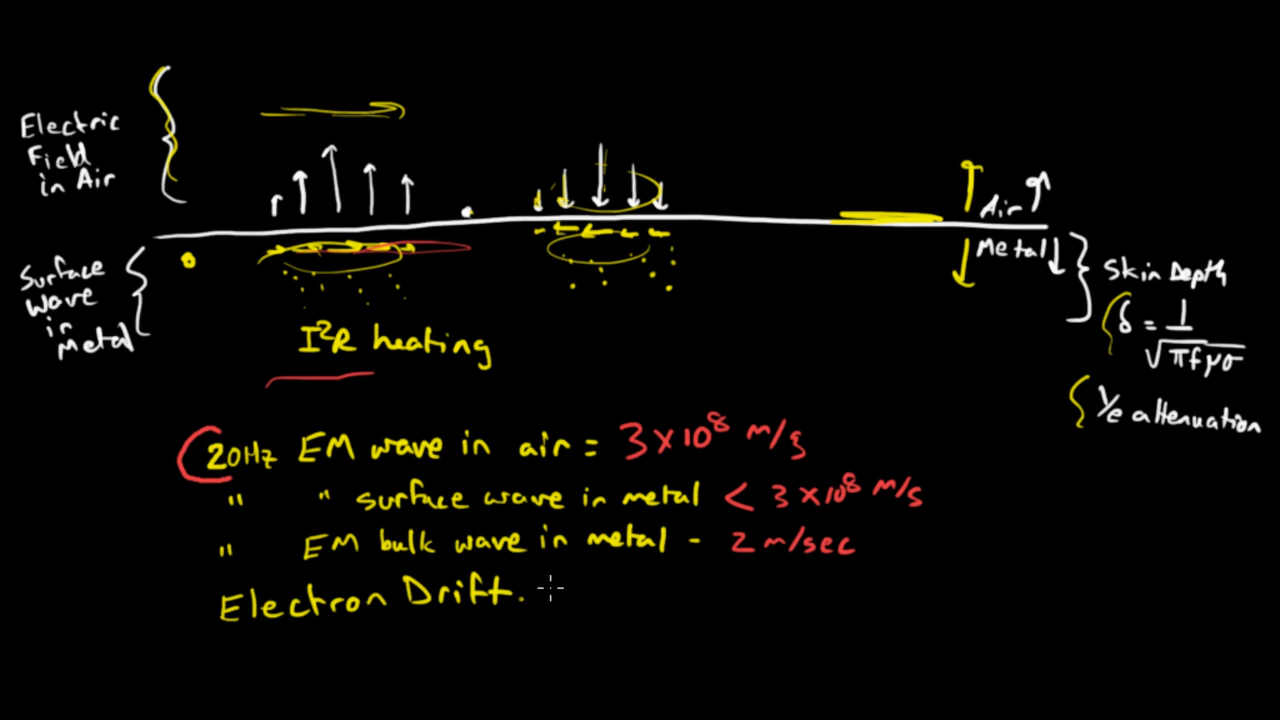 Electric
Field
in Air
Air
Metal
Surface
wave
in
metal
Skin Depth
δ = 1
√πfμσ
1/e attenuation
I²R heating
20Hz EM wave in air = 3×10⁸ m/s
" " surface wave in metal < 3×10⁸ m/s
" EM bulk wave in metal - 2 m/sec
Electron Drift.